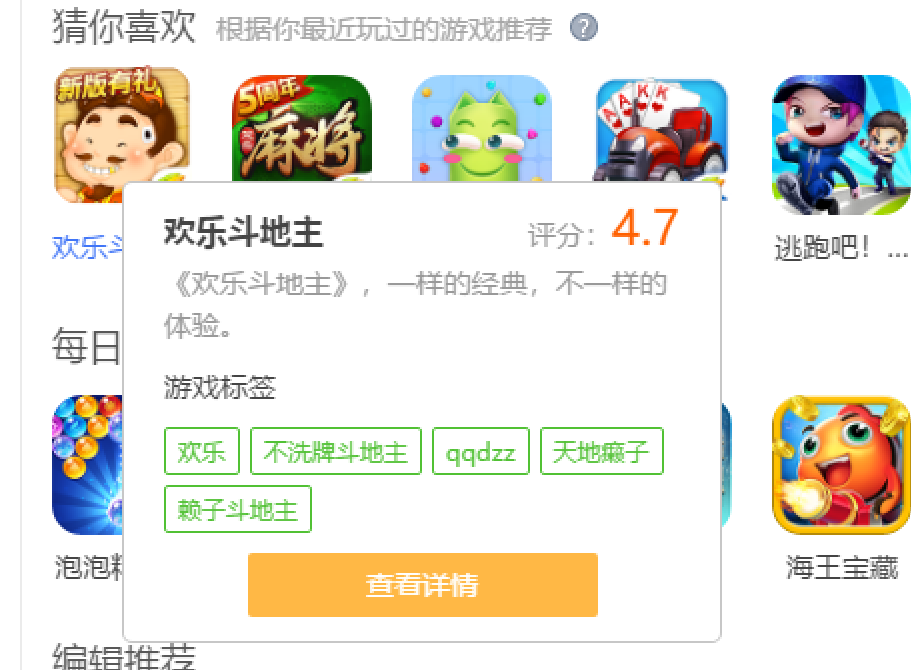 猜你喜欢 根据你最近玩过的游戏推荐 ?
新版有礼
5周年
麻将
A A K K
欢乐斗
逃跑吧！...
欢乐斗地主 评分： 4.7
《欢乐斗地主》，一样的经典，不一样的
体验。
每日
游戏标签
欢乐 不洗牌斗地主 qqdzz 天地癞子
赖子斗地主
泡泡
海王宝藏
查看详情
编辑推荐